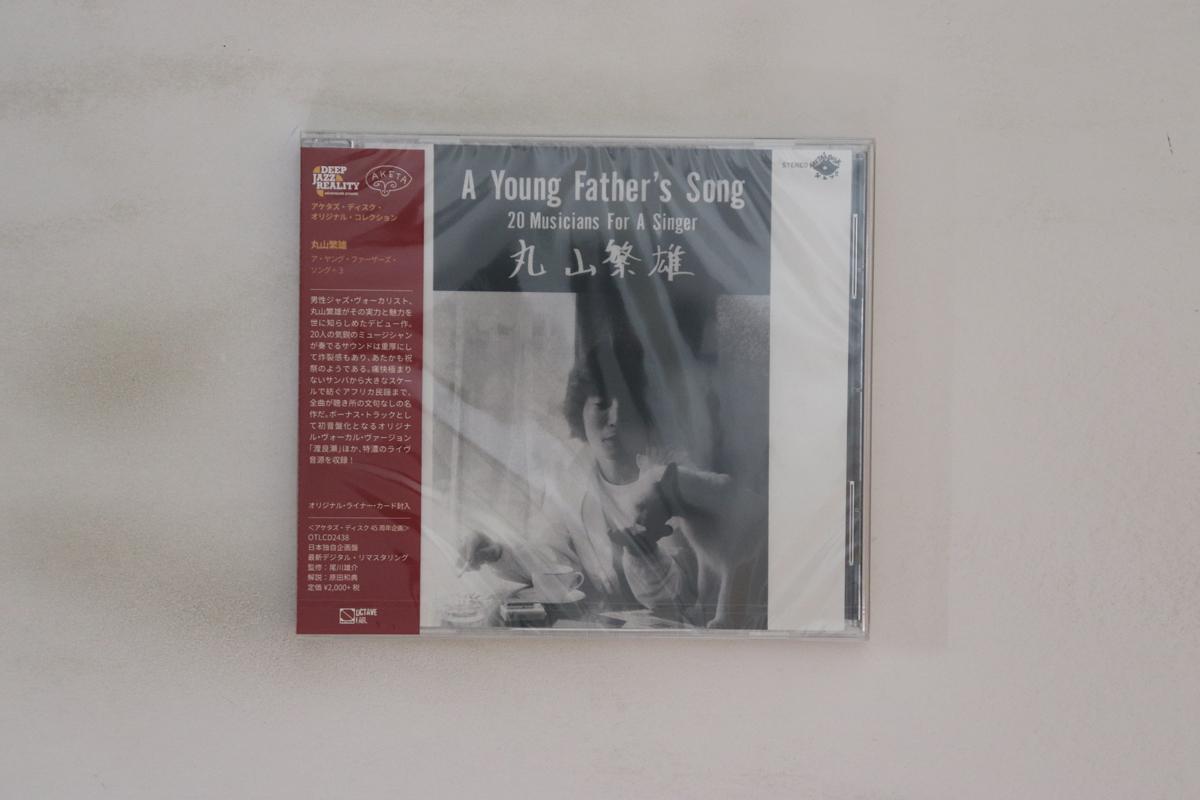 DEEP
JAZZ
REALITY
AKETA
アケタズ・ディスク・
オリジナル・コレクション
丸山繁雄
ア・ヤング・ファーザーズ・
ソング+3
男性ジャズ・ヴォーカリスト、
丸山繁雄がその実力と魅力を
世に知らしめたデビュー作。
20人の気鋭のミュージシャン
が奏でるサウンドは重厚にし
て炸裂感もあり、あたかも祝
祭のようである。痛快極まり
ないサンバから大きなスケー
ルで紡ぐアフリカ民謡まで、
全曲が聴き所の文句なしの名
作だ。ボーナス・トラックとし
て初音盤化となるオリジナ
ル・ヴォーカル・ヴァージョン
「渡良瀬」ほか、特濃のライヴ
音源を収録!
オリジナル・ライナー・カード封入
<アケタズ・ディスク45周年企画>
OTLCD2438
日本独自企画盤
最新デジタル・リマスタリング
監修:尾川雄介
解説:原田和典
定価 ¥2,000+税
OCTAVE
LAB.
A Young Father's Song
20 Musicians For A Singer
丸山繁雄
STEREO